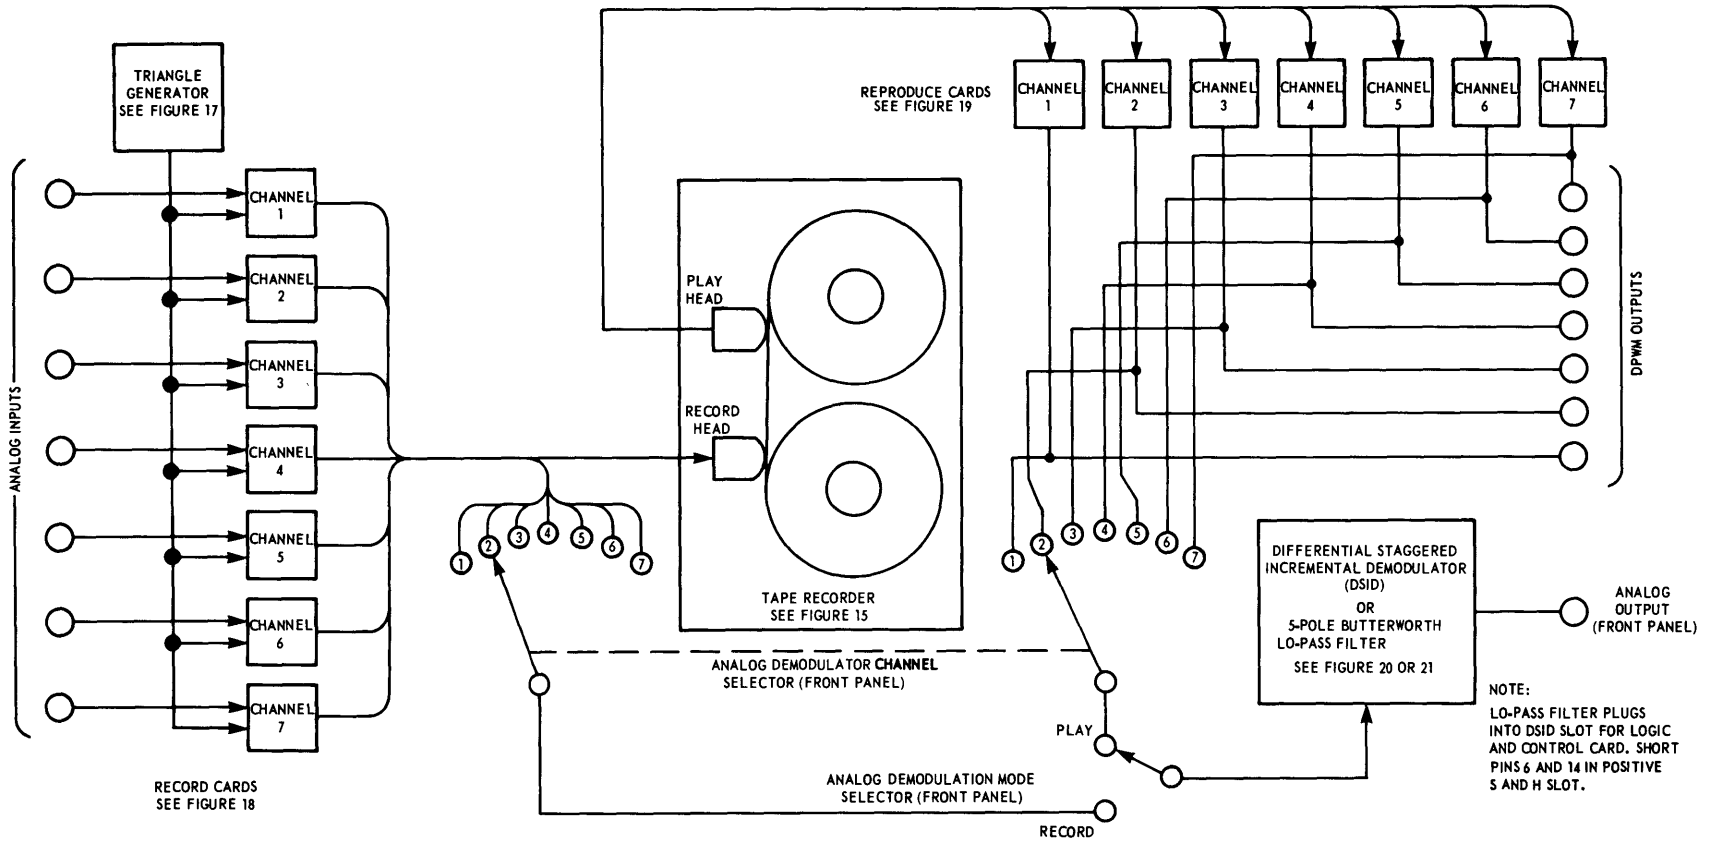 TRIANGLE
GENERATOR
SEE FIGURE 17
ANALOG INPUTS
CHANNEL
1
CHANNEL
2
CHANNEL
3
CHANNEL
4
CHANNEL
5
CHANNEL
6
CHANNEL
7
RECORD CARDS
SEE FIGURE 18
1
2
3
4
5
6
7
PLAY
HEAD
RECORD
HEAD
TAPE RECORDER
SEE FIGURE 15
ANALOG DEMODULATOR CHANNEL
SELECTOR (FRONT PANEL)
ANALOG DEMODULATION MODE
SELECTOR (FRONT PANEL)
PLAY
RECORD
REPRODUCE CARDS
SEE FIGURE 19
CHANNEL
1
CHANNEL
2
CHANNEL
3
CHANNEL
4
CHANNEL
5
CHANNEL
6
CHANNEL
7
DPWM OUTPUTS
1
2
3
4
5
6
7
DIFFERENTIAL STAGGERED
INCREMENTAL DEMODULATOR
(DSID)
OR
5-POLE BUTTERWORTH
LO-PASS FILTER
SEE FIGURE 20 OR 21
ANALOG
OUTPUT
(FRONT PANEL)
NOTE:
LO-PASS FILTER PLUGS
INTO DSID SLOT FOR LOGIC
AND CONTROL CARD. SHORT
PINS 6 AND 14 IN POSITIVE
S AND H SLOT.